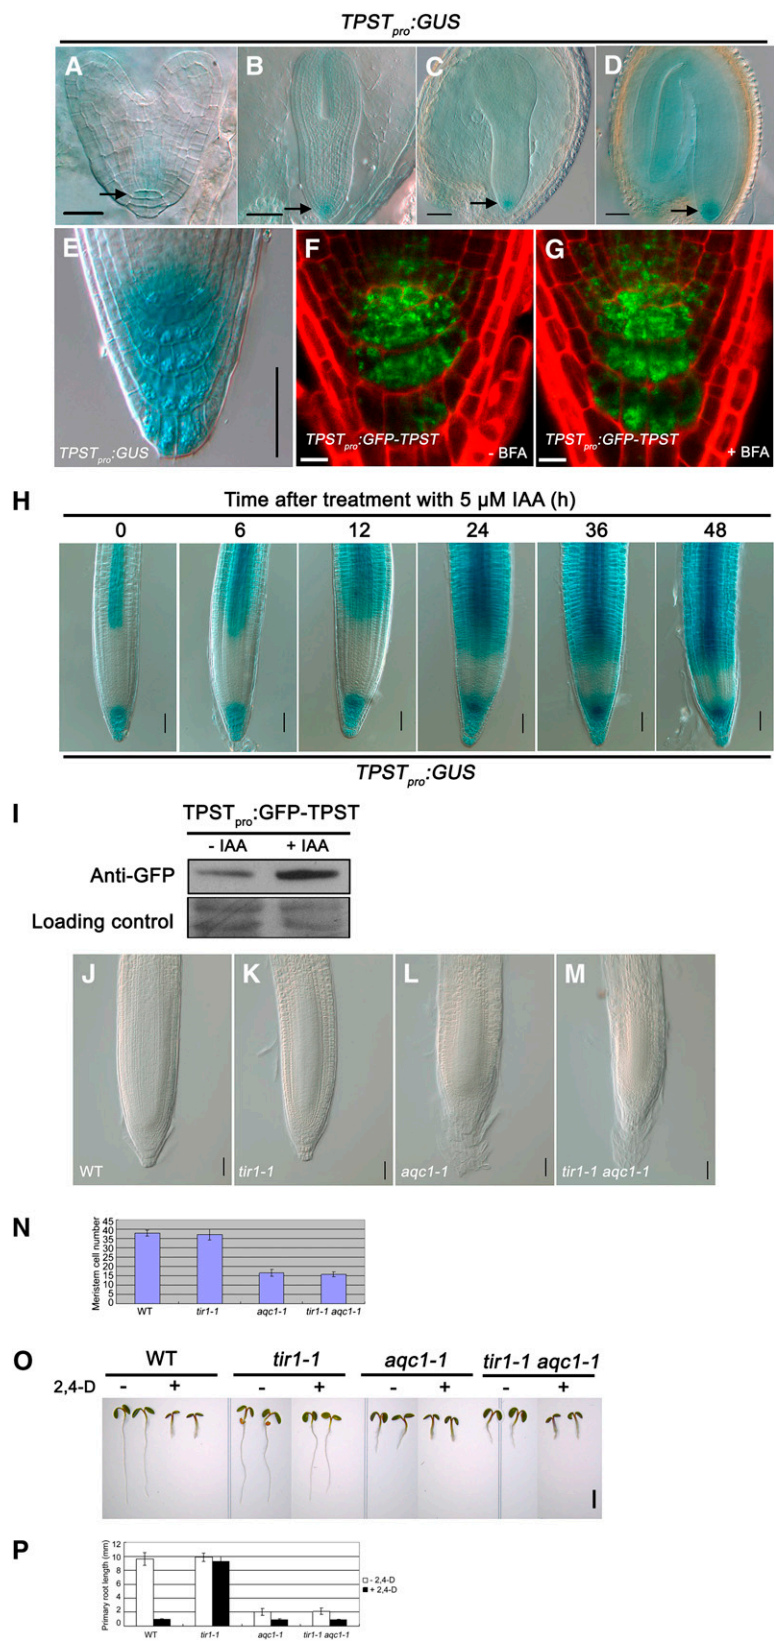 TPSTpro:GUS
A
B
C
D
E
TPSTpro:GUS
F
TPSTpro:GFP-TPST
- BFA
G
TPSTpro:GFP-TPST
+ BFA
H
Time after treatment with 5 µM IAA (h)
0 6 12 24 36 48
TPSTpro:GUS
I
TPSTpro:GFP-TPST
- IAA + IAA
Anti-GFP
Loading control
J
WT
K
tir1-1
L
aqc1-1
M
tir1-1 aqc1-1
N
Meristem cell number
45
40
35
30
25
20
15
10
5
0
WT tir1-1 aqc1-1 tir1-1 aqc1-1
O
WT tir1-1 aqc1-1 tir1-1 aqc1-1
2,4-D - + - + - + - +
P
Primary root length (mm)
12
10
8
6
4
2
0
WT tir1-1 aqc1-1 tir1-1 aqc1-1
- 2,4-D
+ 2,4-D